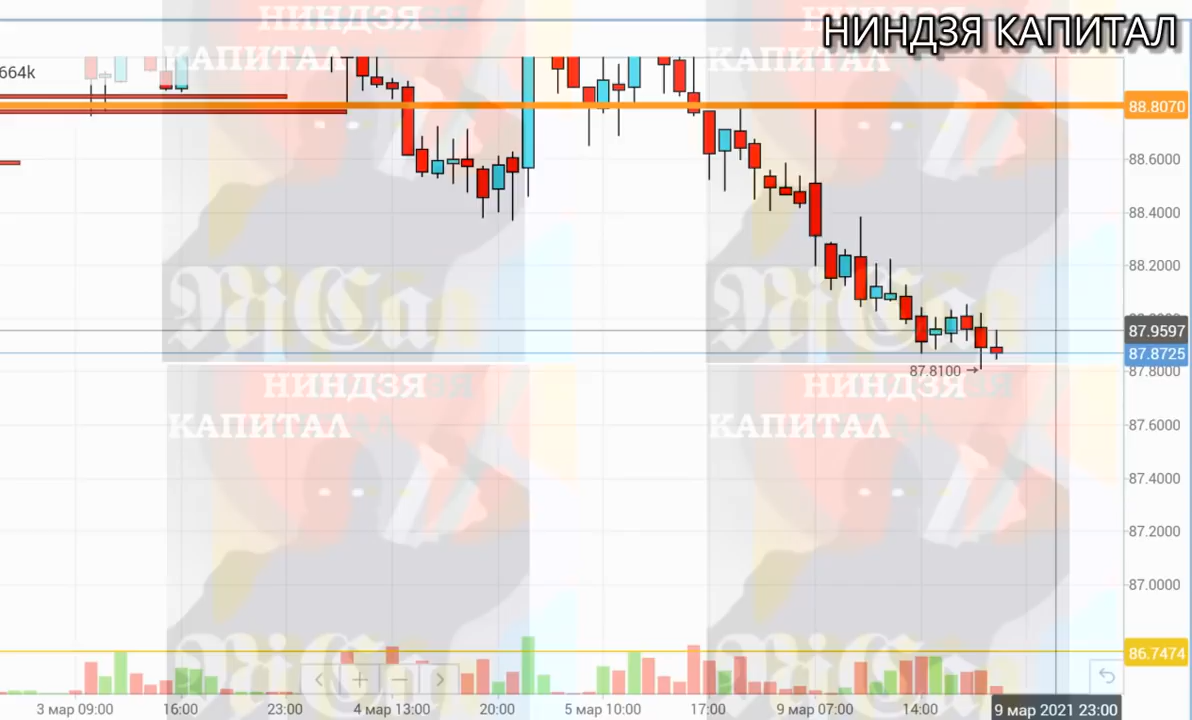 НИНДЗЯ КАПИТАЛ
НИНДЗЯ
КАПИТАЛ
НИНДЗЯ
КАПИТАЛ
664k
88.8070
88.6000
88.4000
88.2000
87.9597
87.8725
87.8000
87.8100
НИНДЗЯ
КАПИТАЛ
НИНДЗЯ
КАПИТАЛ
87.6000
87.4000
87.2000
87.0000
86.7474
3 мар 09:00
16:00
23:00
4 мар 13:00
20:00
5 мар 10:00
17:00
9 мар 07:00
14:00
9 мар 2021 23:00